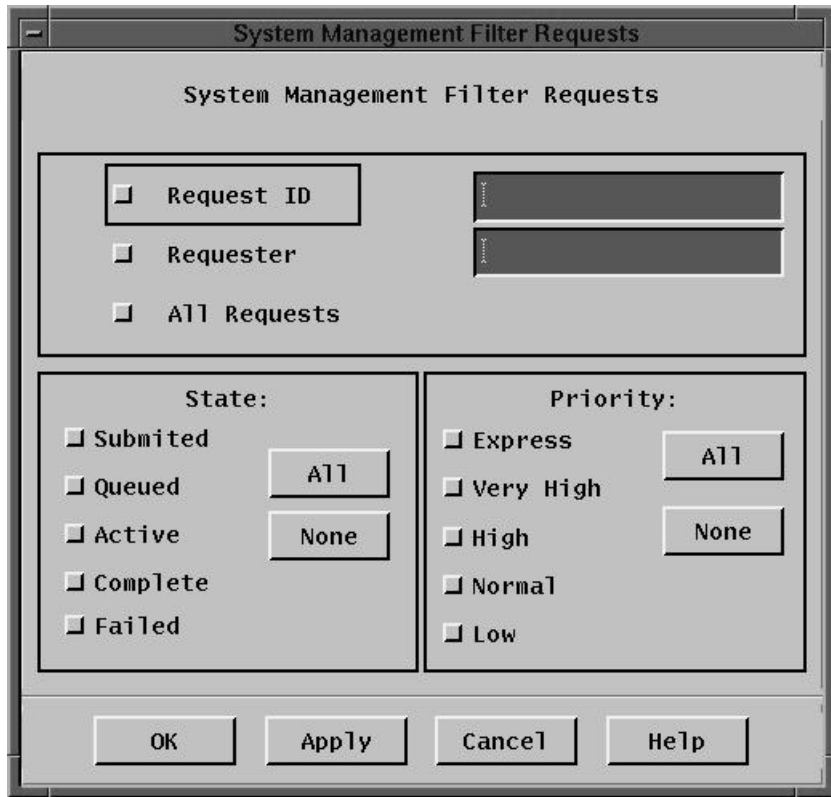 System Management Filter Requests
System Management Filter Requests
Request ID
Requester
All Requests
State:
Submited
Queued
Active
Complete
Failed
All
None
Priority:
Express
Very High
High
Normal
Low
All
None
OK Apply Cancel Help